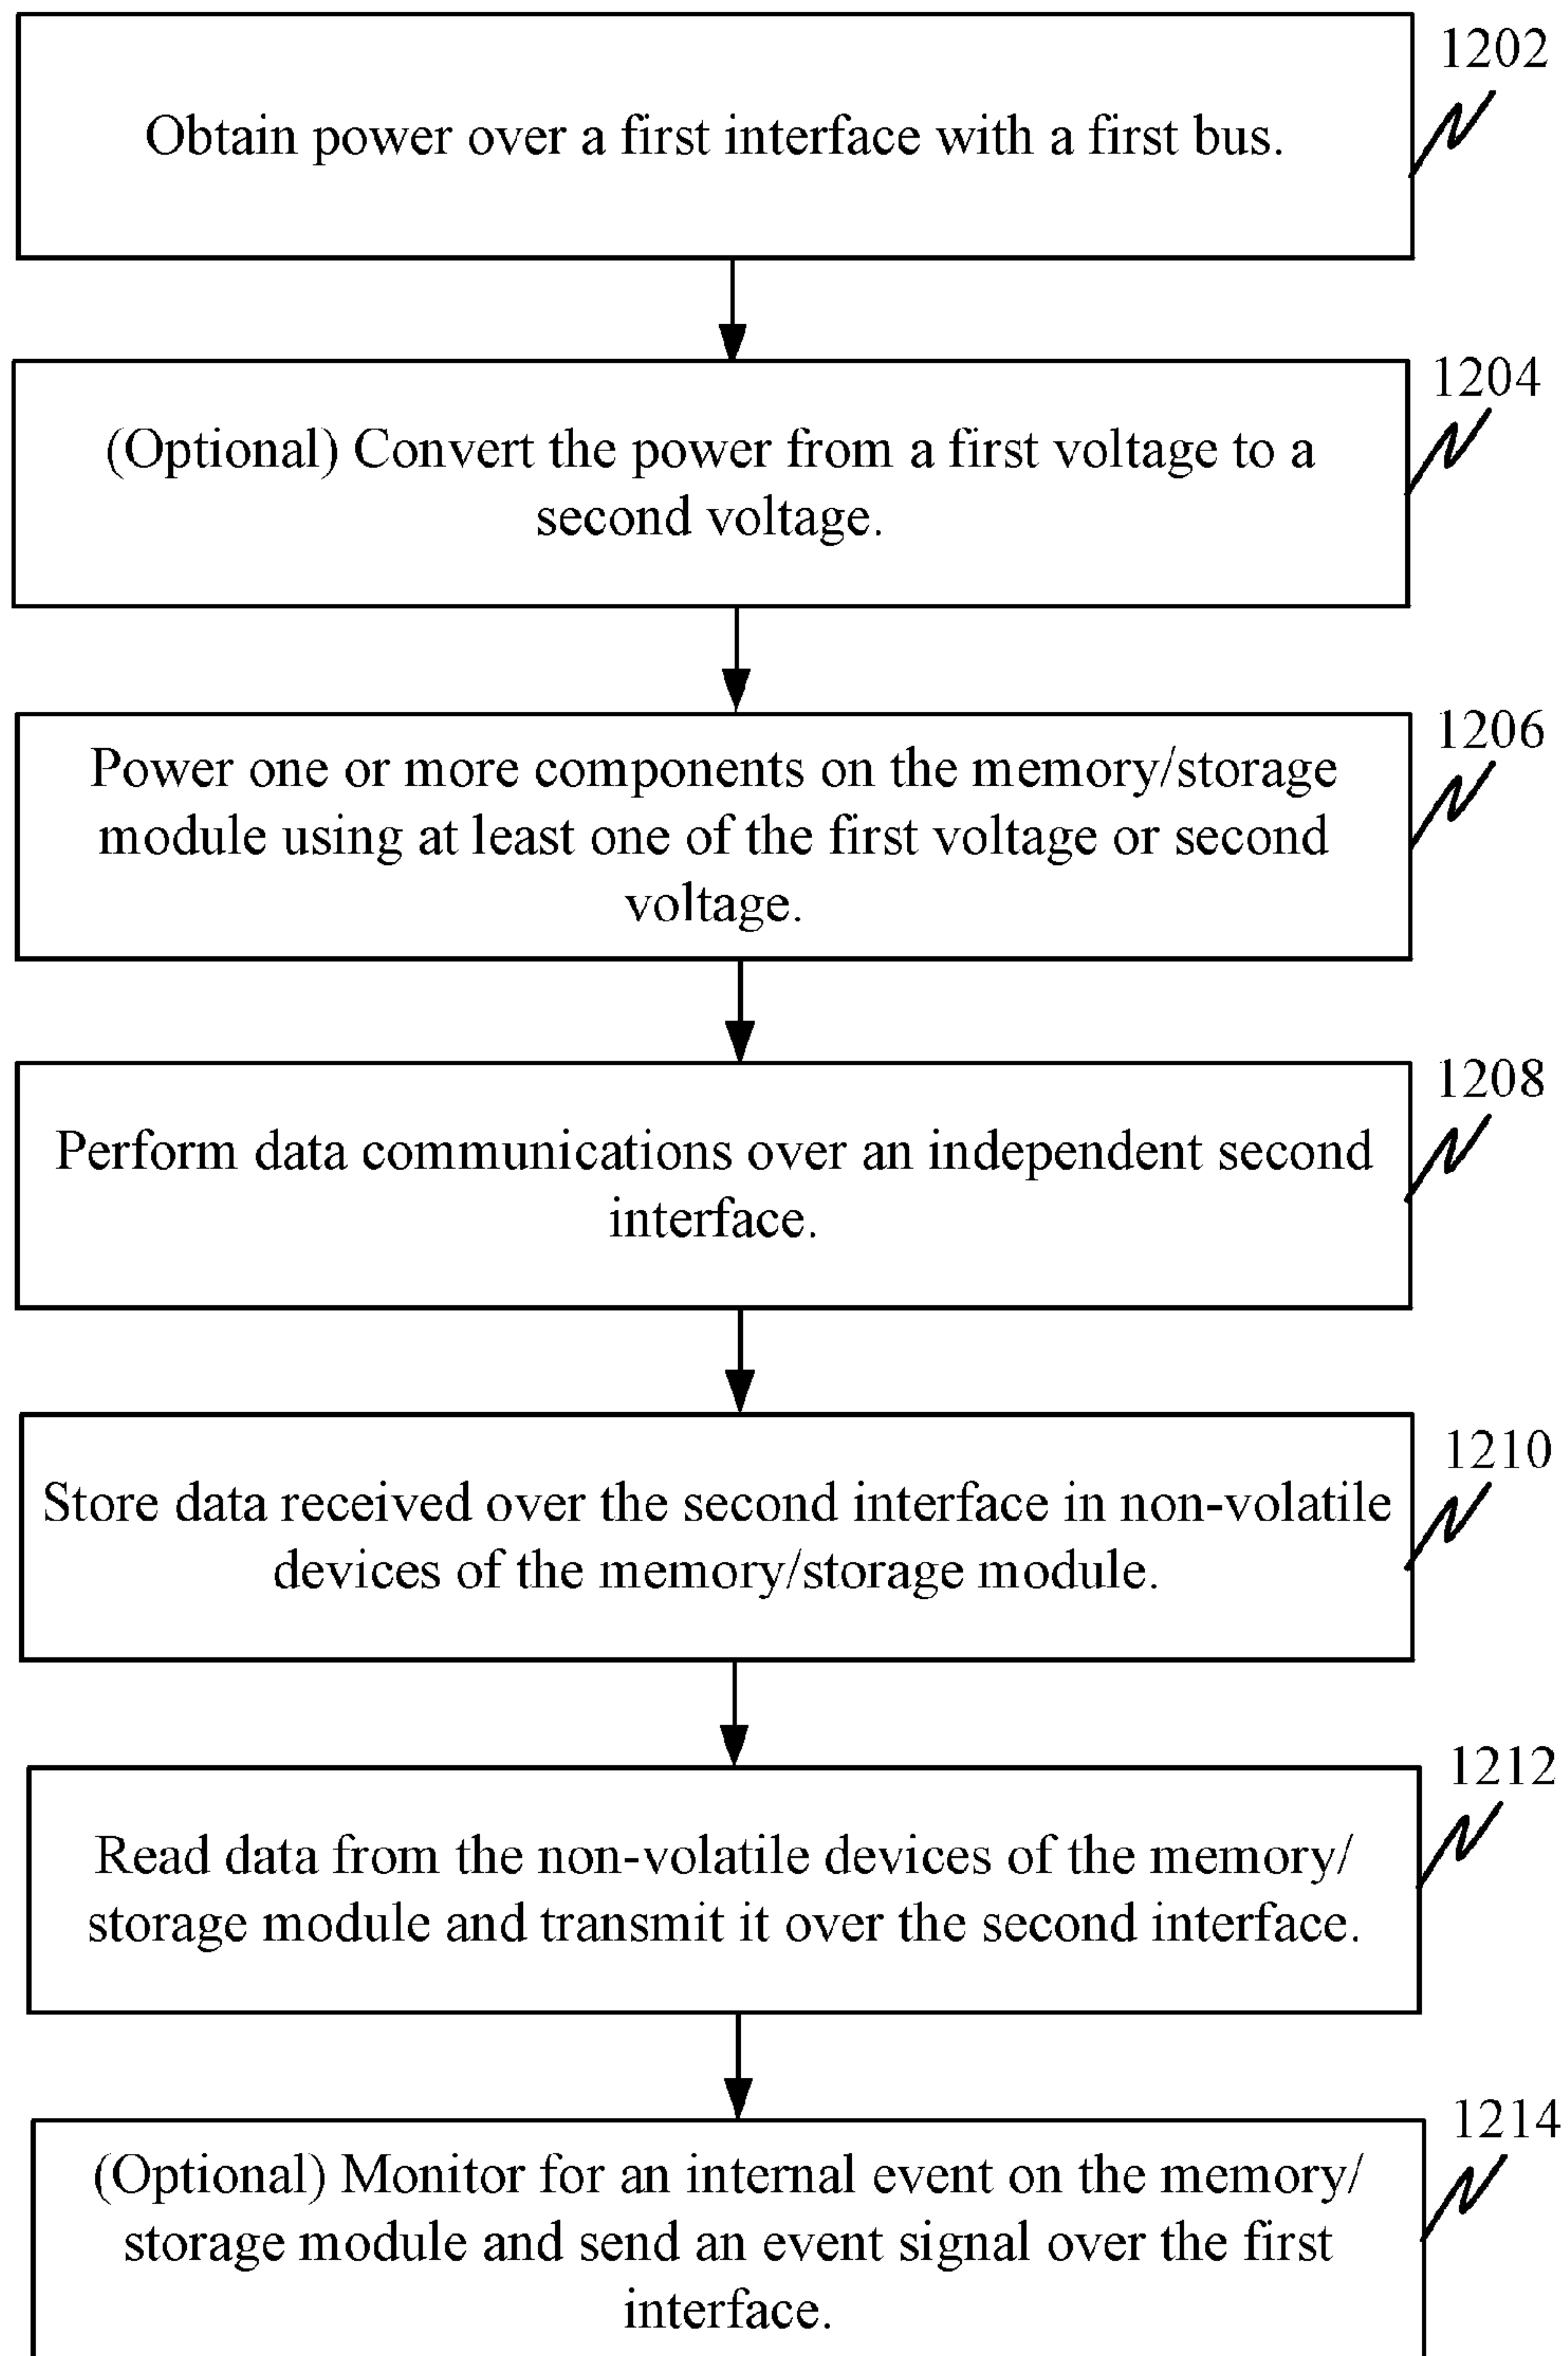 1202
Obtain power over a first interface with a first bus.
1204
(Optional) Convert the power from a first voltage to a
second voltage.
1206
Power one or more components on the memory/storage
module using at least one of the first voltage or second
voltage.
1208
Perform data communications over an independent second
interface.
1210
Store data received over the second interface in non-volatile
devices of the memory/storage module.
1212
Read data from the non-volatile devices of the memory/
storage module and transmit it over the second interface.
1214
(Optional) Monitor for an internal event on the memory/
storage module and send an event signal over the first
interface.